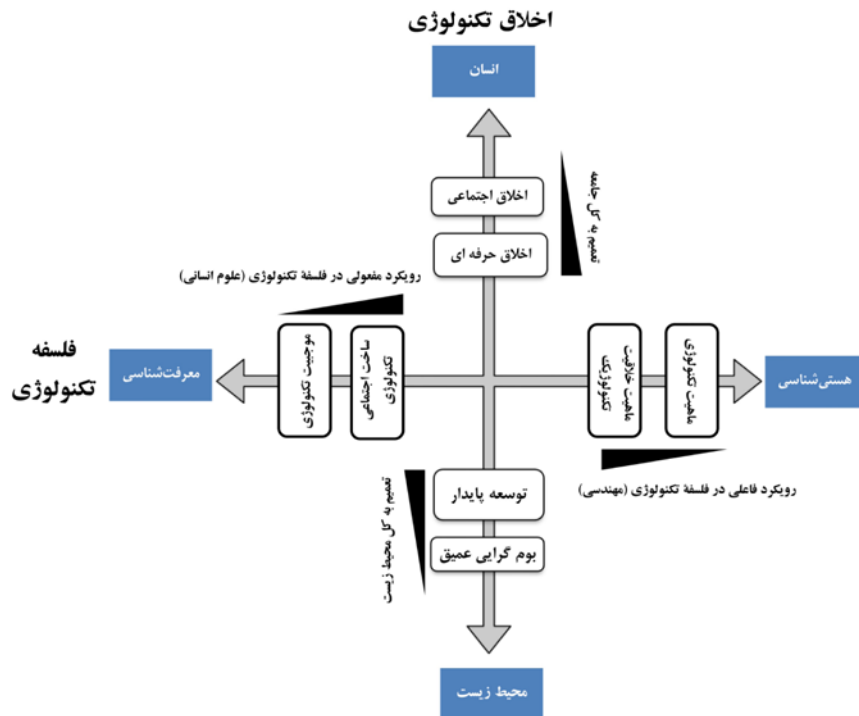 اخلاق تکنولوژی
انسان
اخلاق اجتماعی
اخلاق حرفه ای
تعمیم به کل جامعه
رویکرد مفعولی در فلسفۀ تکنولوژی (علوم انسانی)
فلسفه
تکنولوژی
معرفت‌شناسی
موجبیت تکنولوژی
ساخت اجتماعی
تکنولوژی
ماهیت خلاقیت
تکنولوژیک
ماهیت تکنولوژی
هستی‌شناسی
رویکرد فاعلی در فلسفۀ تکنولوژی (مهندسی)
توسعه پایدار
بوم گرایی عمیق
تعمیم به کل محیط زیست
محیط زیست